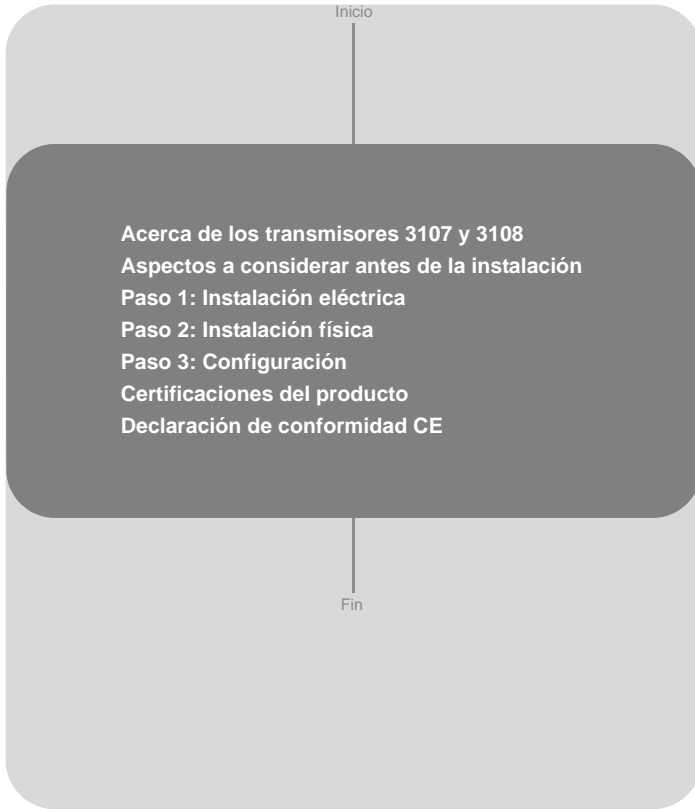 Inicio
Acerca de los transmisores 3107 y 3108
Aspectos a considerar antes de la instalación
Paso 1: Instalación eléctrica
Paso 2: Instalación física
Paso 3: Configuración
Certificaciones del producto
Declaración de conformidad CE
Fin